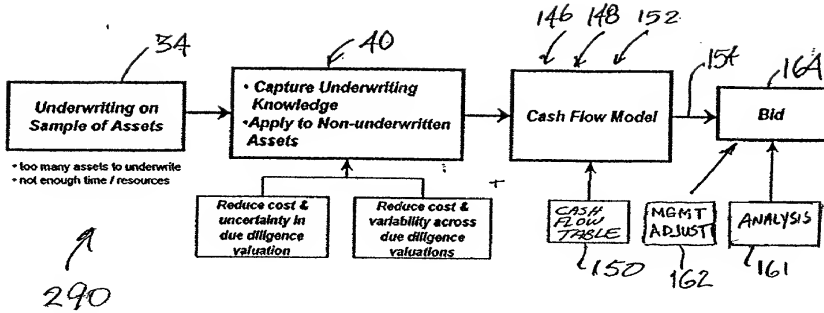 34
40
146
148
152
154
164
Underwriting on
Sample of Assets
• too many assets to underwrite
• not enough time / resources
• Capture Underwriting
Knowledge
•Apply to Non-underwritten
Assets
Cash Flow Model
Bid
Reduce cost &
uncertainty in
due diligence
valuation
Reduce cost &
variability across
due diligence
valuations
CASH
FLOW
TABLE
MGMT
ADJUST
ANALYSIS
150
162
161
290